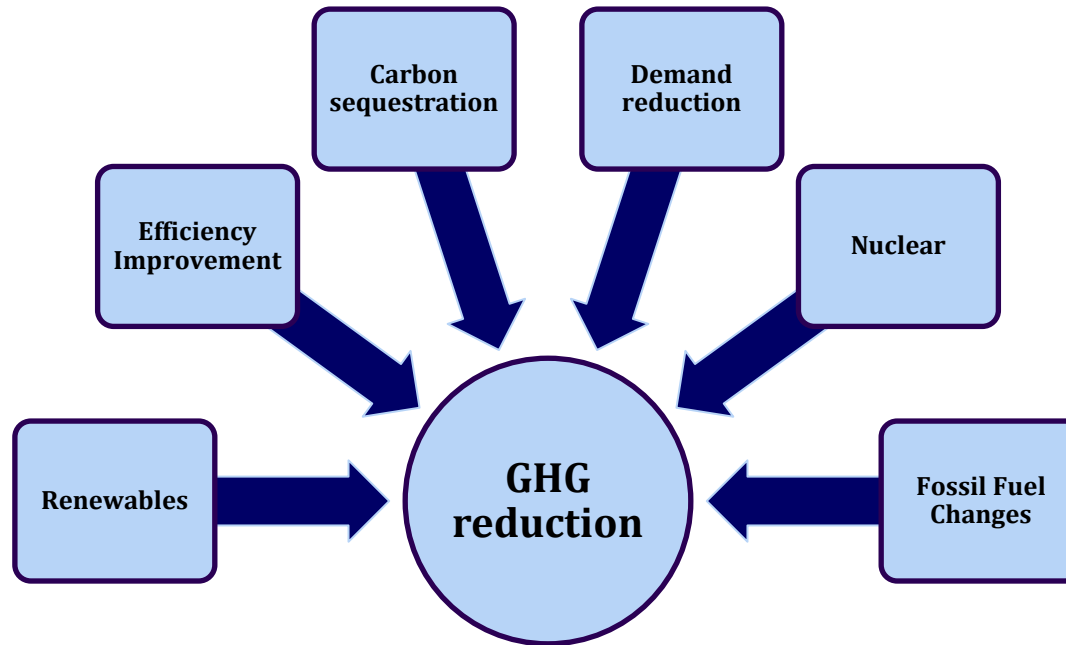 Carbon
sequestration
Demand
reduction
Efficiency
Improvement
Nuclear
Renewables
GHG
reduction
Fossil Fuel
Changes